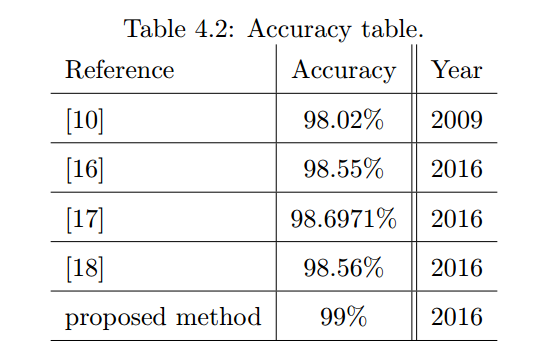 Table 4.2: Accuracy table.
Reference Accuracy Year
[10] 98.02% 2009
[16] 98.55% 2016
[17] 98.6971% 2016
[18] 98.56% 2016
proposed method 99% 2016